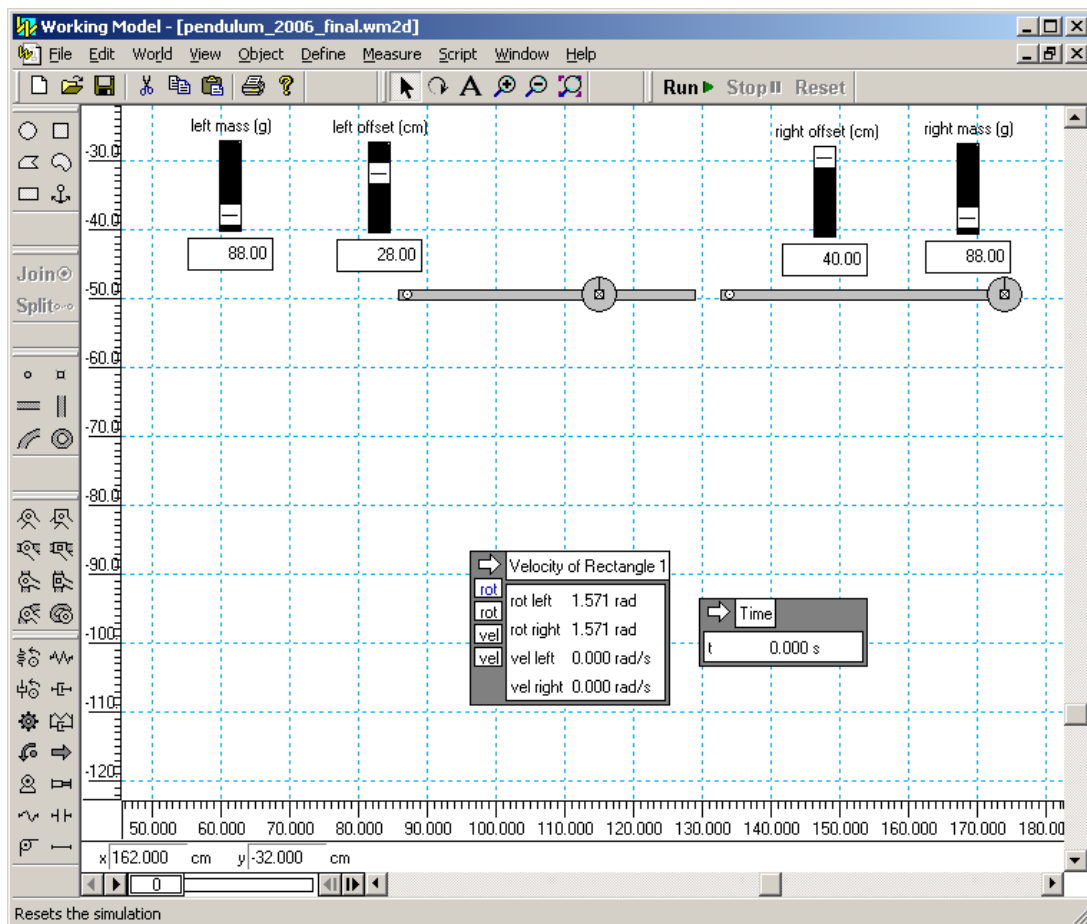 Working Model - [pendulum_2006_final.wm2d]
File Edit World View Object Define Measure Script Window Help
A ? A Run Stop Reset
left mass (g) left offset (cm) right offset (cm) right mass (g)
88.00 28.00 40.00 88.00
Join
Split
-30.0
-40.0
-50.0
-60.0
-70.0
-80.0
-90.0
-100.
-110.
-120.
Velocity of Rectangle 1
rot
rot
vel
vel
rot left 1.571 rad
rot right 1.571 rad
vel left 0.000 rad/s
vel right 0.000 rad/s
Time
t 0.000 s
50.000 60.000 70.000 80.000 90.000 100.000 110.000 120.000 130.000 140.000 150.000 160.000 170.000 180.00
x 162.000 cm y -32.000 cm
0
Resets the simulation